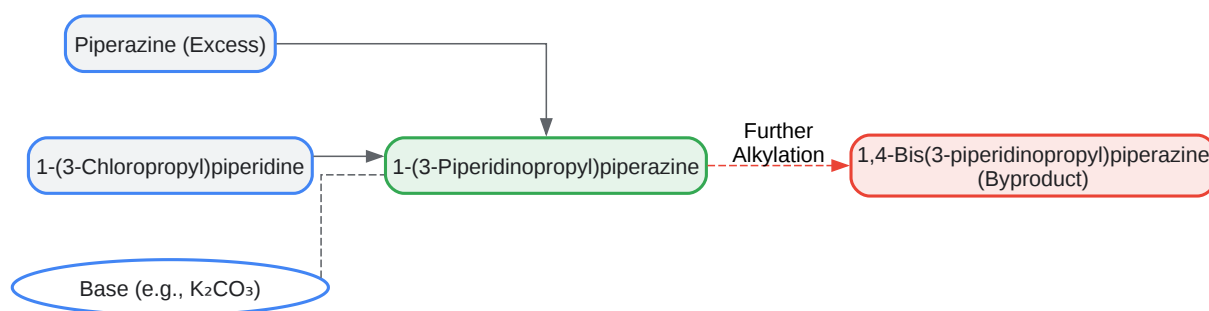 Piperazine (Excess)
1-(3-Chloropropyl)piperidine
1-(3-Piperidinopropyl)piperazine
Further
Alkylation
1,4-Bis(3-piperidinopropyl)piperazine
(Byproduct)
Base (e.g., K₂CO₃)